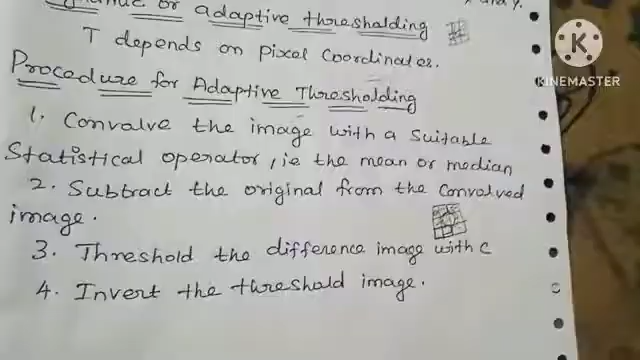 or adaptive thresholding
T depends on pixel coordinates.
Procedure for Adaptive Thresholding
1. Convalve the image with a suitable
Statistical operator, ie the mean or median
2. Subtract the original from the convolved
image.
3. Threshold the difference image with C
4. Invert the threshold image.
K
KINEMASTER